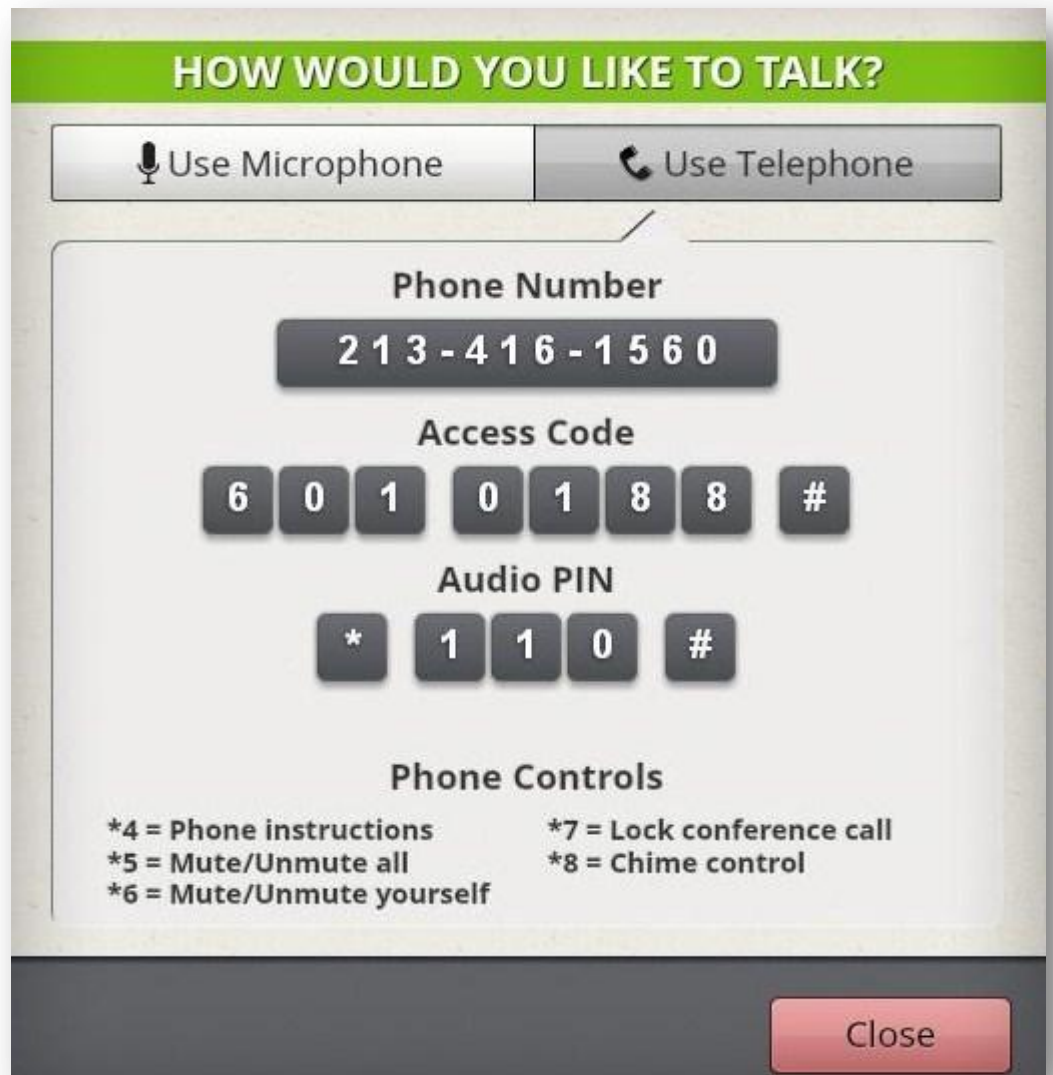 HOW WOULD YOU LIKE TO TALK?
Use Microphone Use Telephone
Phone Number
213-416-1560
Access Code
6 0 1 0 1 8 8 #
Audio PIN
* 1 1 0 #
Phone Controls
*4 = Phone instructions *7 = Lock conference call
*5 = Mute/Unmute all *8 = Chime control
*6 = Mute/Unmute yourself
Close